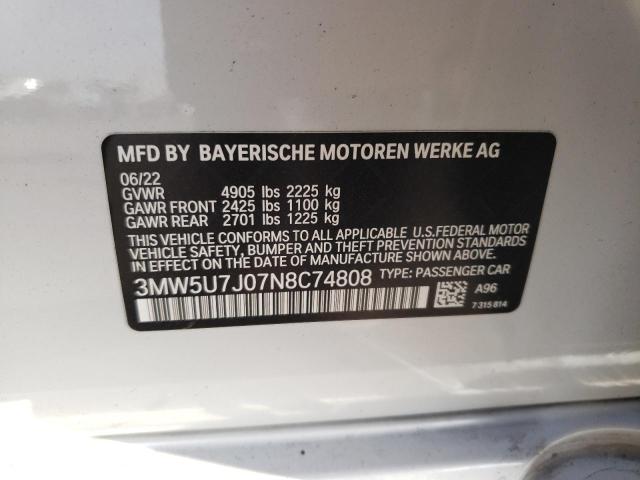 MFD BY BAYERISCHE MOTOREN WERKE AG
06/22
GVWR 4905 lbs 2225 kg
GAWR FRONT 2425 lbs 1100 kg
GAWR REAR 2701 lbs 1225 kg
THIS VEHICLE CONFORMS TO ALL APPLICABLE U.S.FEDERAL MOTOR
VEHICLE SAFETY, BUMPER AND THEFT PREVENTION STANDARDS
IN EFFECT ON THE DATE OF MANUFACTURE SHOWN ABOVE.
3MW5U7J07N8C74808 TYPE: PASSENGER CAR
A96
7 315 814